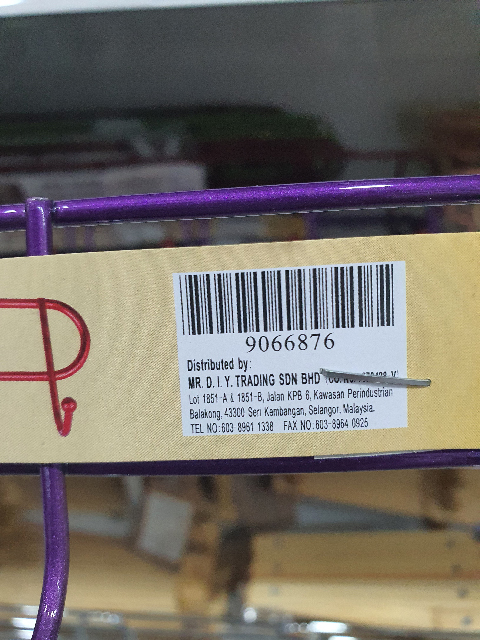 9066876
Distributed by:
MR. D. I. Y. TRADING SDN BHD
Lot 1851-A & 1851-B, Jalan KPB 6, Kawasan Perindustrian
Balakong, 43300 Seri Kembangan, Selangor, Malaysia.
TEL NO:603-8961 1338 FAX NO:603-8964 0925